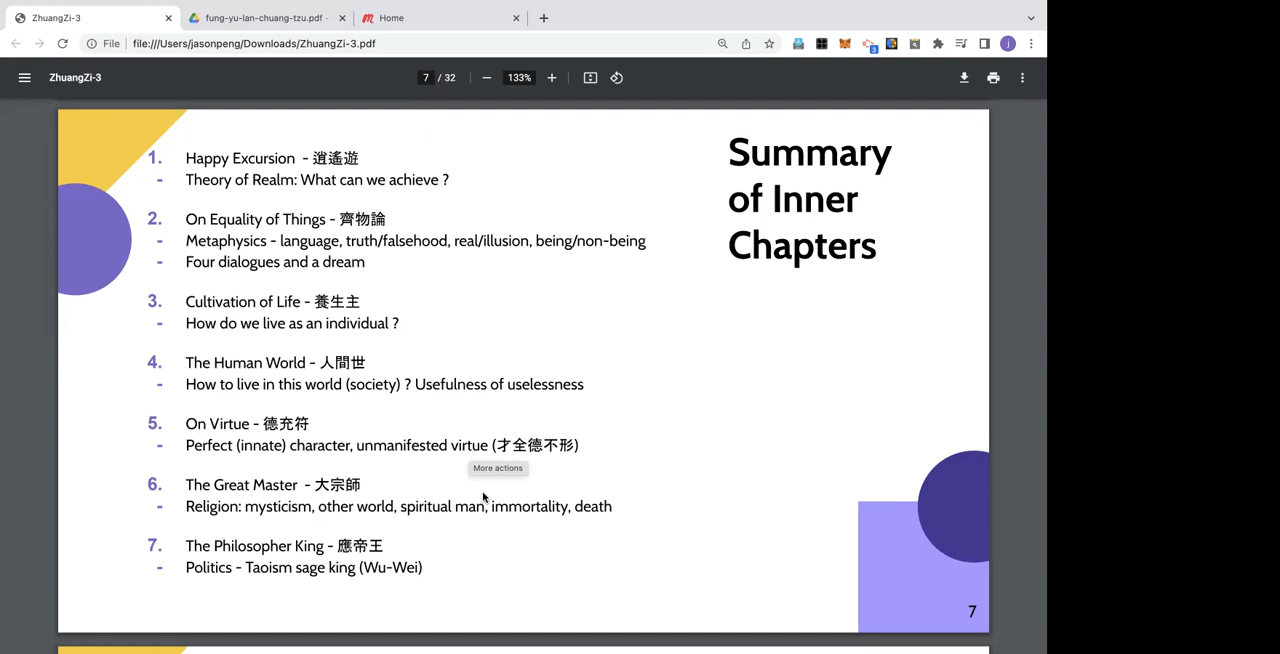 ZhuangZi-3
fung-yu-lan-chuang-tzu.pdf -
Home
File
file:///Users/jasonpeng/Downloads/ZhuangZi-3.pdf
3
j
ZhuangZi-3
7 / 32
133%
Summary
of Inner
Chapters
1. Happy Excursion - 逍遙遊
- Theory of Realm: What can we achieve ?
2. On Equality of Things - 齊物論
- Metaphysics - language, truth/falsehood, real/illusion, being/non-being
- Four dialogues and a dream
3. Cultivation of Life - 養生主
- How do we live as an individual ?
4. The Human World - 人間世
- How to live in this world (society) ? Usefulness of uselessness
5. On Virtue - 德充符
- Perfect (innate) character, unmanifested virtue (才全德不形)
More actions
6. The Great Master - 大宗師
- Religion: mysticism, other world, spiritual man, immortality, death
7. The Philosopher King - 應帝王
- Politics - Taoism sage king (Wu-Wei)
7